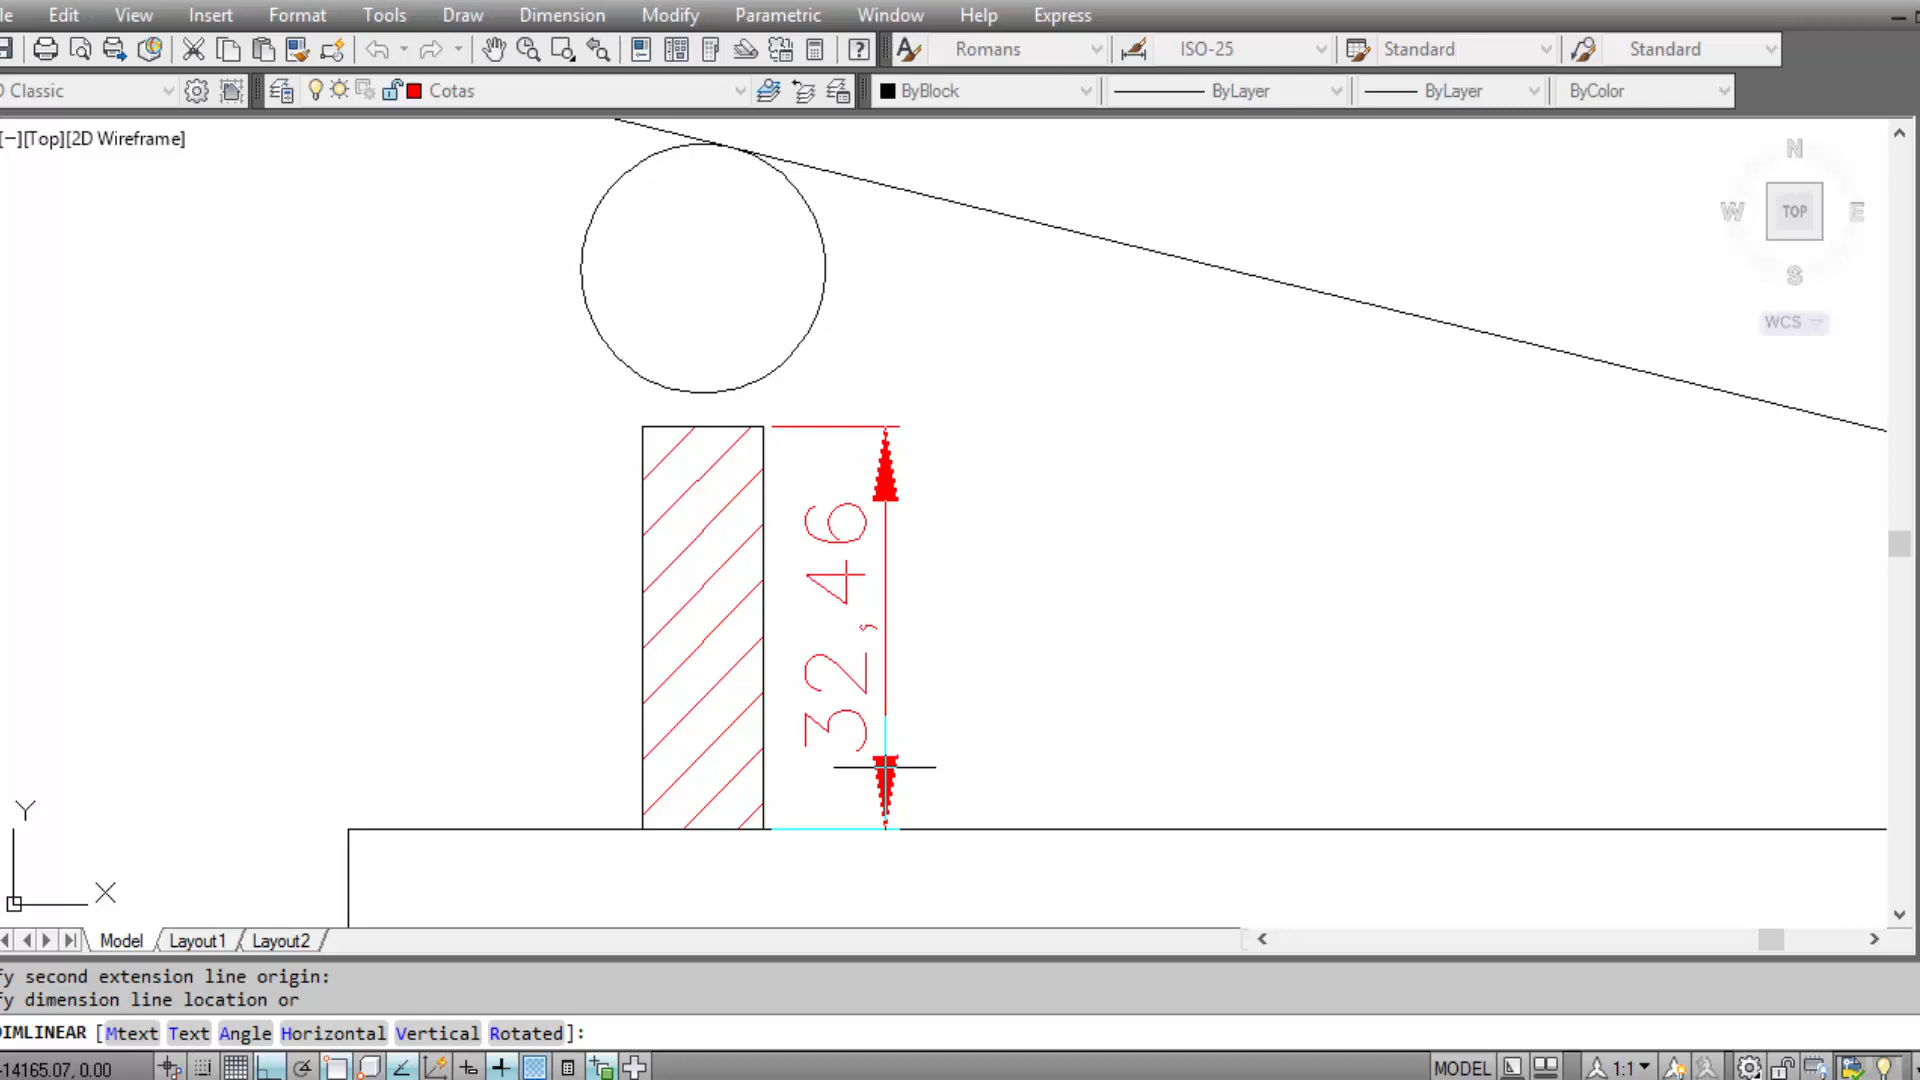 le Edit View Insert Format Tools Draw Dimension Modify Parametric Window Help Express
Romans ISO-25 Standard Standard
D Classic Cotas ByBlock ByLayer ByLayer ByColor
[−][Top][2D Wireframe]
N
W TOP E
S
WCS
32,46
Y
X
Model Layout1 Layout2
fy second extension line origin:
fy dimension line location or
DIMLINEAR [Mtext Text Angle Horizontal Vertical Rotated]:
-14165.07, 0.00 MODEL 1:1